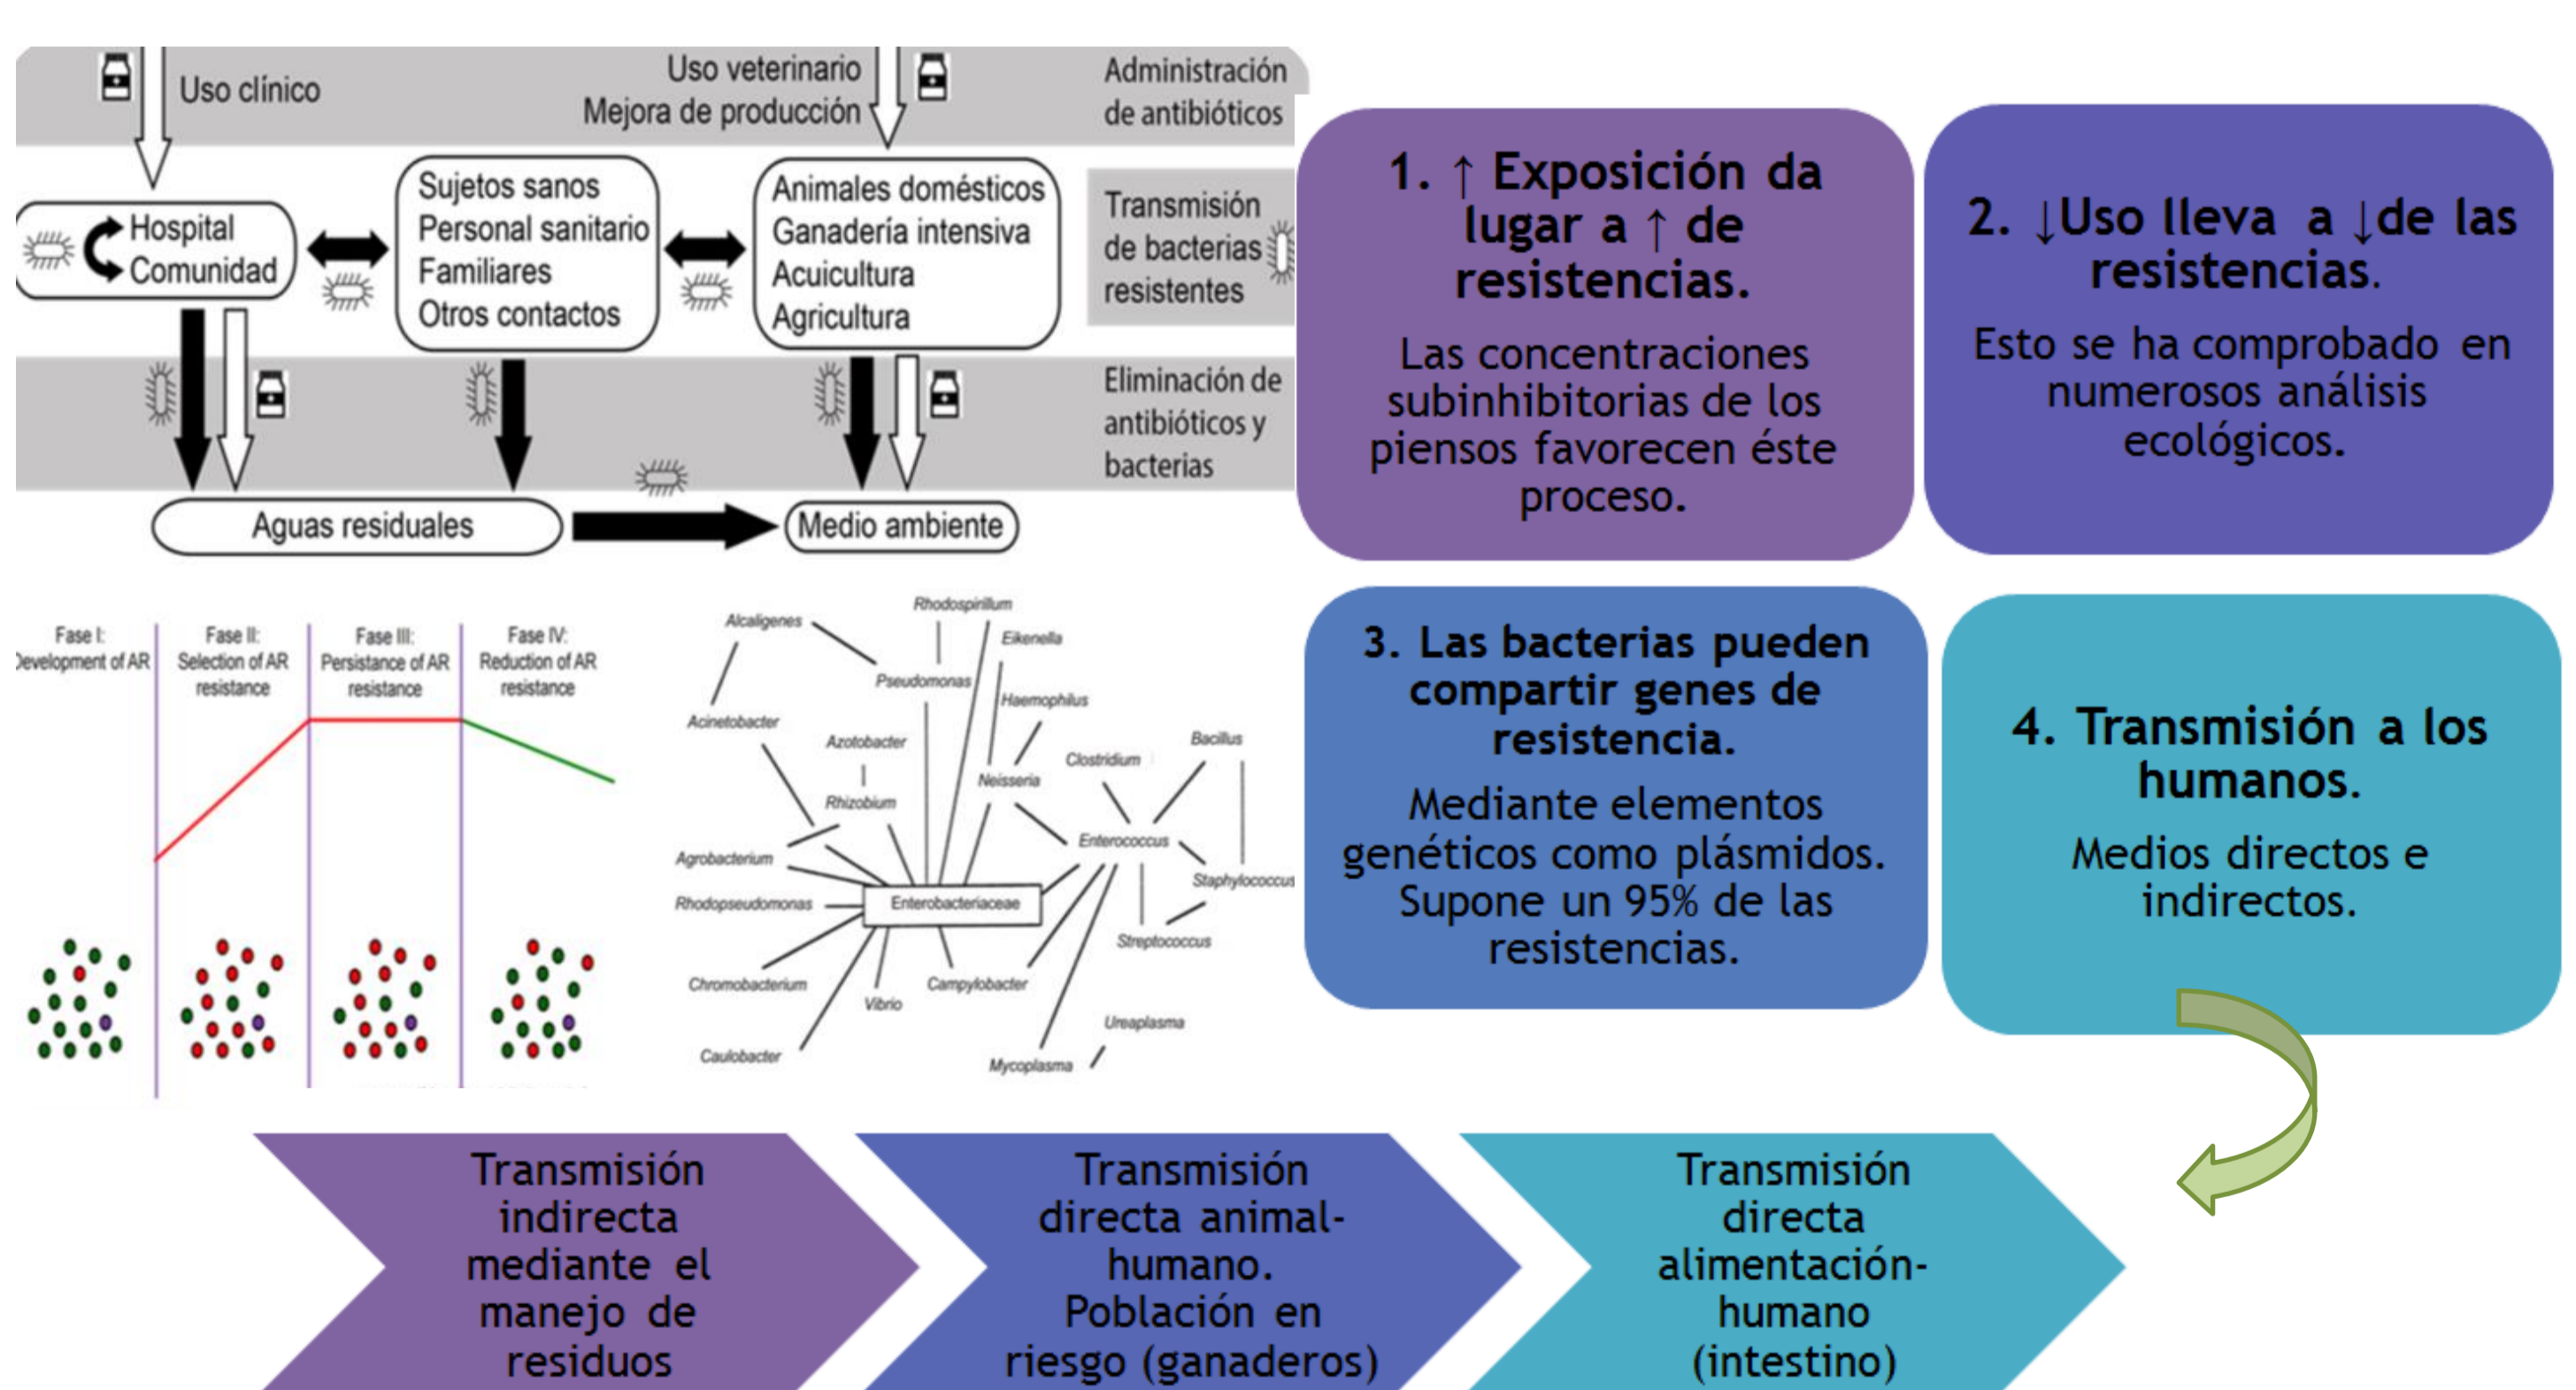 Uso clínico
Uso veterinario
Mejora de producción
Administración
de antibióticos
Hospital
Comunidad
Sujetos sanos
Personal sanitario
Familiares
Otros contactos
Animales domésticos
Ganadería intensiva
Acuicultura
Agricultura
Transmisión
de bacterias
resistentes
Eliminación de
antibióticos y
bacterias
Aguas residuales
Medio ambiente
1. ↑ Exposición da
lugar a ↑ de
resistencias.
Las concentraciones
subinhibitorias de los
piensos favorecen éste
proceso.
2. ↓Uso lleva a ↓de las
resistencias.
Esto se ha comprobado en
numerosos análisis
ecológicos.
Fase I:
Development of AR
Fase II:
Selection of AR
resistance
Fase III:
Persistance of AR
resistance
Fase IV:
Reduction of AR
resistance
Rhodospirillum
Alcaligenes
Eikenella
Pseudomonas
Haemophilus
Acinetobacter
Azotobacter
Bacillus
Clostridium
Neisseria
Rhizobium
Enterococcus
Agrobacterium
Staphylococcus
Rhodopseudomonas
Enterobacteriaceae
Streptococcus
Chromobacterium
Campylobacter
Vibrio
Ureaplasma
Caulobacter
Mycoplasma
3. Las bacterias pueden
compartir genes de
resistencia.
Mediante elementos
genéticos como plásmidos.
Supone un 95% de las
resistencias.
4. Transmisión a los
humanos.
Medios directos e
indirectos.
Transmisión
indirecta
mediante el
manejo de
residuos
Transmisión
directa animal-
humano.
Población en
riesgo (ganaderos)
Transmisión
directa
alimentación-
humano
(intestino)